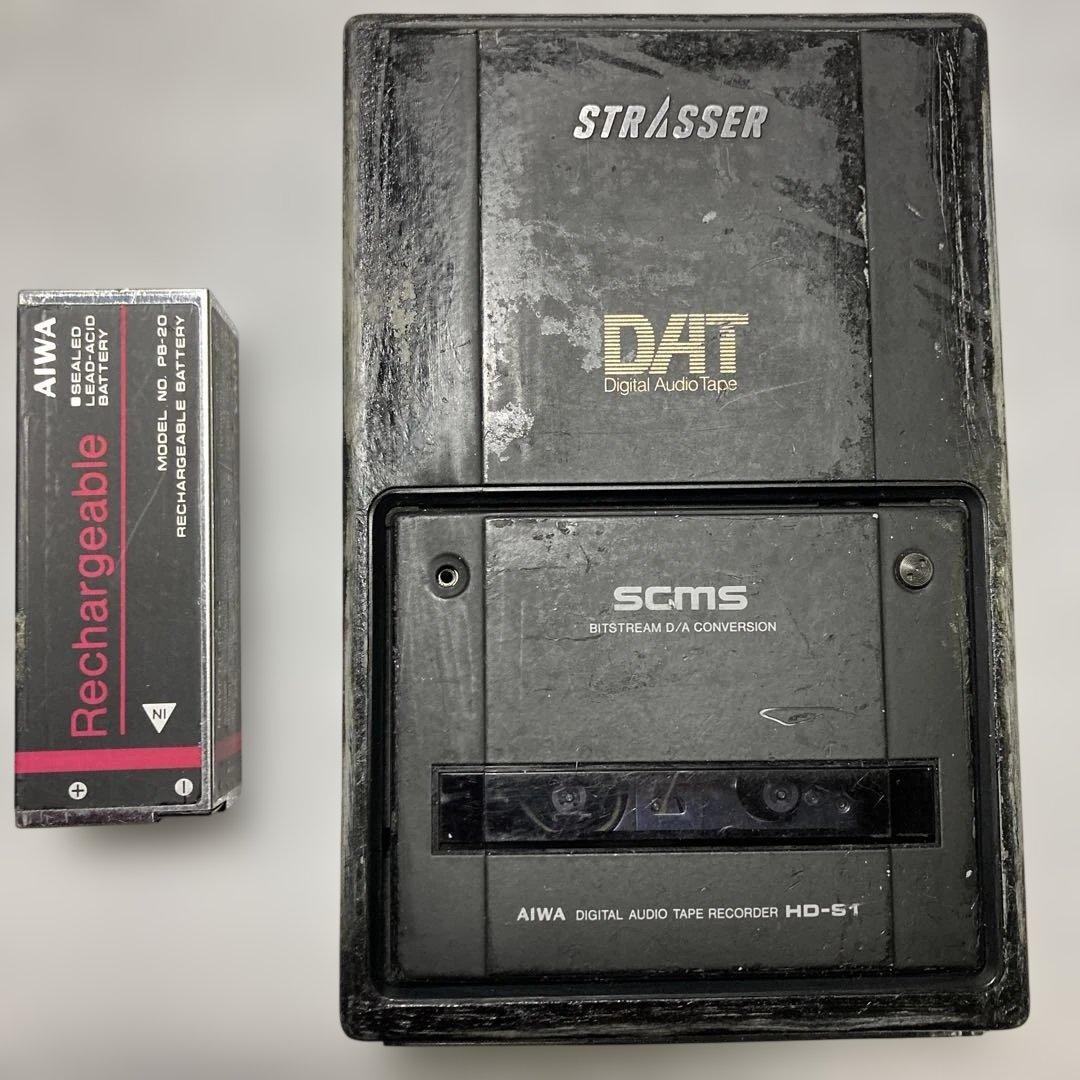 AIWA
■SEALED
LEAD-ACID
BATTERY
Rechargeable
MODEL NO. PB-20
RECHARGEABLE BATTERY
IN
+
−
STRASSER
DAT
Digital Audio Tape
SCMS
BITSTREAM D/A CONVERSION
AIWA DIGITAL AUDIO TAPE RECORDER HD-S1